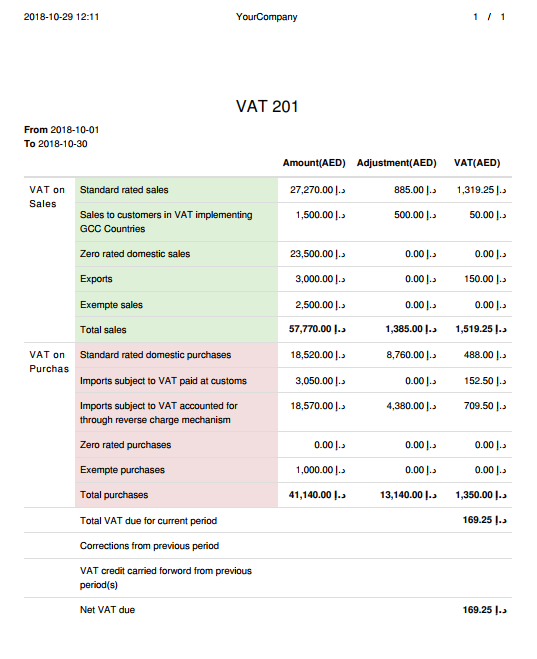 2018-10-29 12:11 YourCompany 1 / 1
VAT 201
From 2018-10-01
To 2018-10-30
Amount(AED) Adjustment(AED) VAT(AED)
VAT on Sales Standard rated sales 27,270.00 د.إ 885.00 د.إ 1,319.25 د.إ
Sales to customers in VAT implementing GCC Countries 1,500.00 د.إ 500.00 د.إ 50.00 د.إ
Zero rated domestic sales 23,500.00 د.إ 0.00 د.إ 0.00 د.إ
Exports 3,000.00 د.إ 0.00 د.إ 150.00 د.إ
Exempte sales 2,500.00 د.إ 0.00 د.إ 0.00 د.إ
Total sales 57,770.00 د.إ 1,385.00 د.إ 1,519.25 د.إ
VAT on Purchas Standard rated domestic purchases 18,520.00 د.إ 8,760.00 د.إ 488.00 د.إ
Imports subject to VAT paid at customs 3,050.00 د.إ 0.00 د.إ 152.50 د.إ
Imports subject to VAT accounted for through reverse charge mechanism 18,570.00 د.إ 4,380.00 د.إ 709.50 د.إ
Zero rated purchases 0.00 د.إ 0.00 د.إ 0.00 د.إ
Exempte purchases 1,000.00 د.إ 0.00 د.إ 0.00 د.إ
Total purchases 41,140.00 د.إ 13,140.00 د.إ 1,350.00 د.إ
Total VAT due for current period 169.25 د.إ
Corrections from previous period
VAT credit carried forword from previous
period(s)
Net VAT due 169.25 د.إ